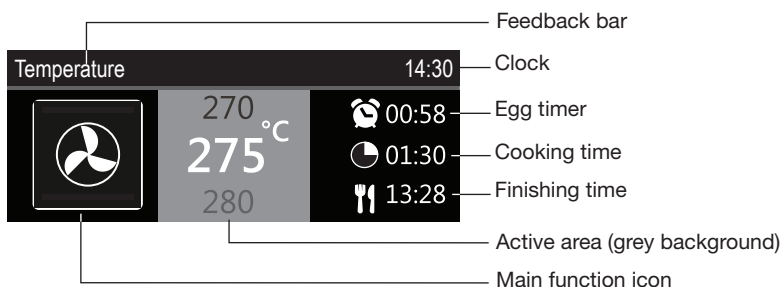 Feedback bar
Temperature 14:30 Clock
270 00:58 Egg timer
275°C 01:30 Cooking time
280 13:28 Finishing time
Active area (grey background)
Main function icon